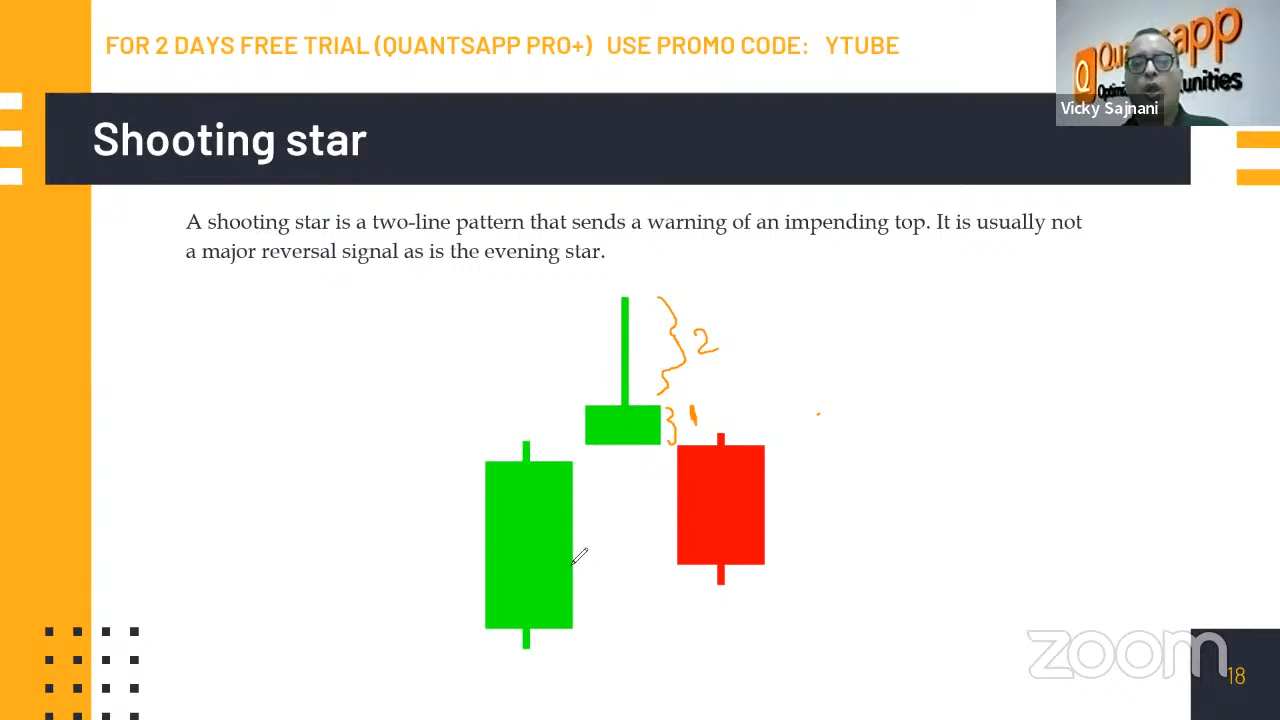 FOR 2 DAYS FREE TRIAL (QUANTSAPP PRO+) USE PROMO CODE: YTUBE
Vicky Sajnani
Shooting star
A shooting star is a two-line pattern that sends a warning of an impending top. It is usually not
a major reversal signal as is the evening star.
2
1
zoom
18